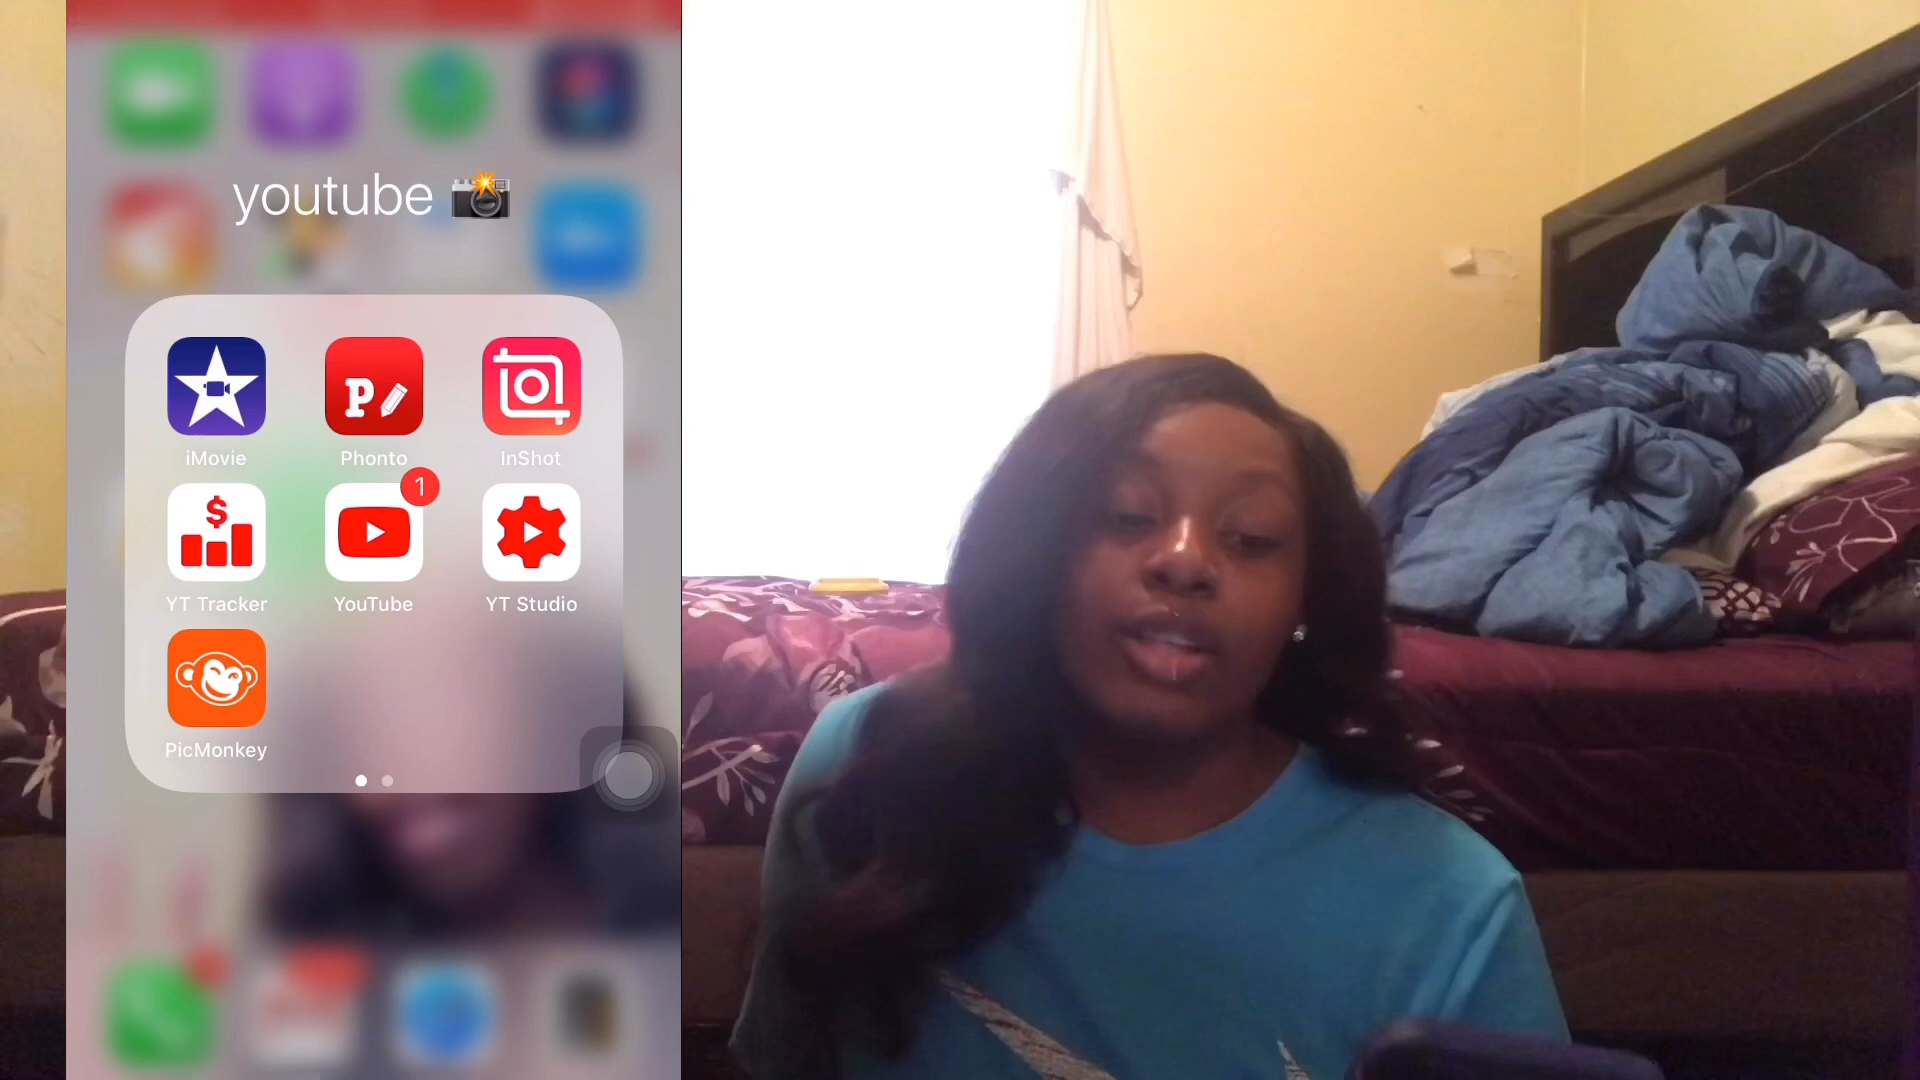 youtube 📸
iMovie Phonto InShot
1
YT Tracker YouTube YT Studio
PicMonkey